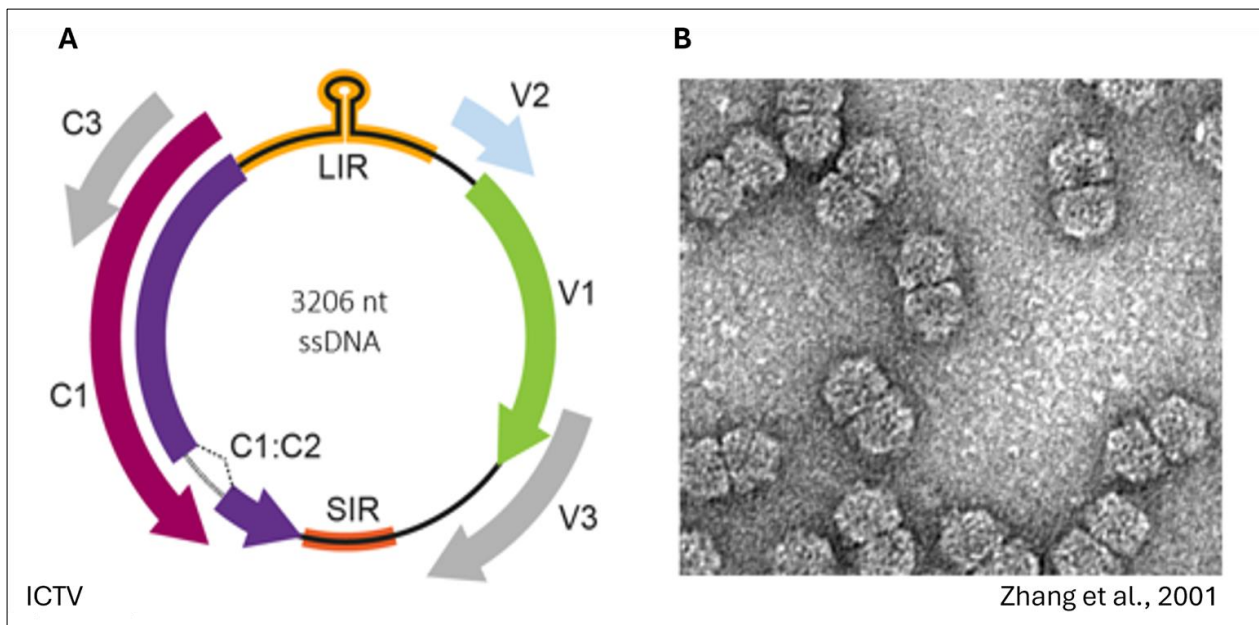 A
B
V2
C3
LIR
V1
3206 nt
ssDNA
C1
C1:C2
SIR
V3
ICTV
Zhang et al., 2001